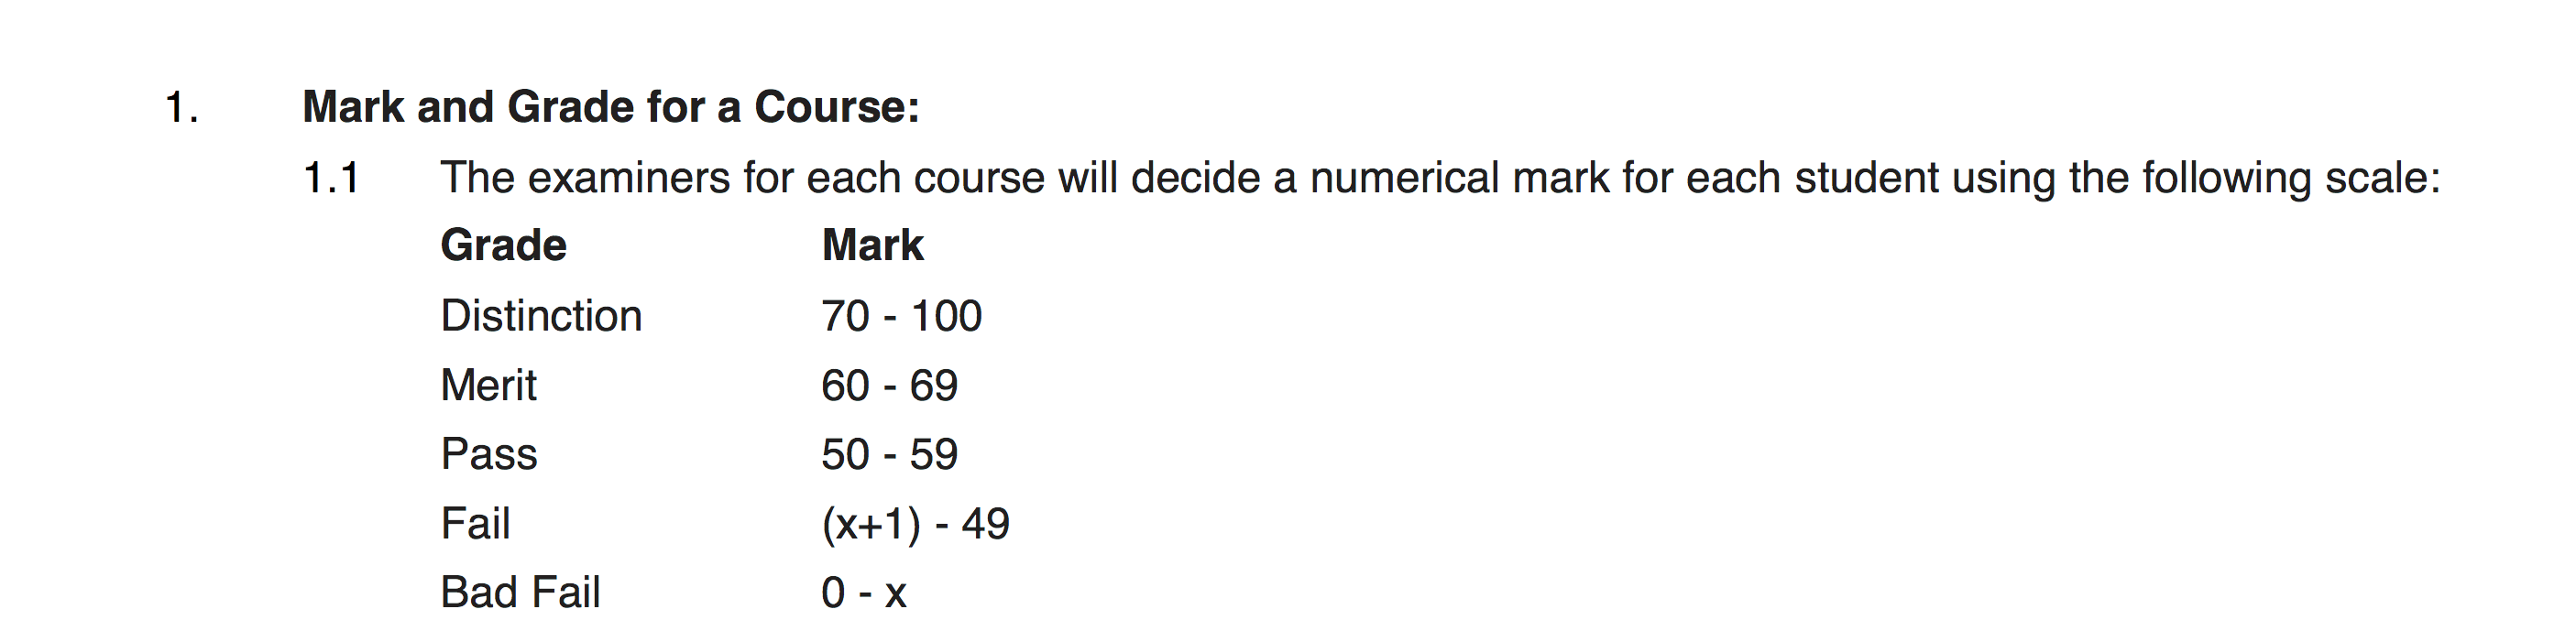 1. Mark and Grade for a Course:
1.1 The examiners for each course will decide a numerical mark for each student using the following scale:
Grade Mark
Distinction 70 - 100
Merit 60 - 69
Pass 50 - 59
Fail (x+1) - 49
Bad Fail 0 - x